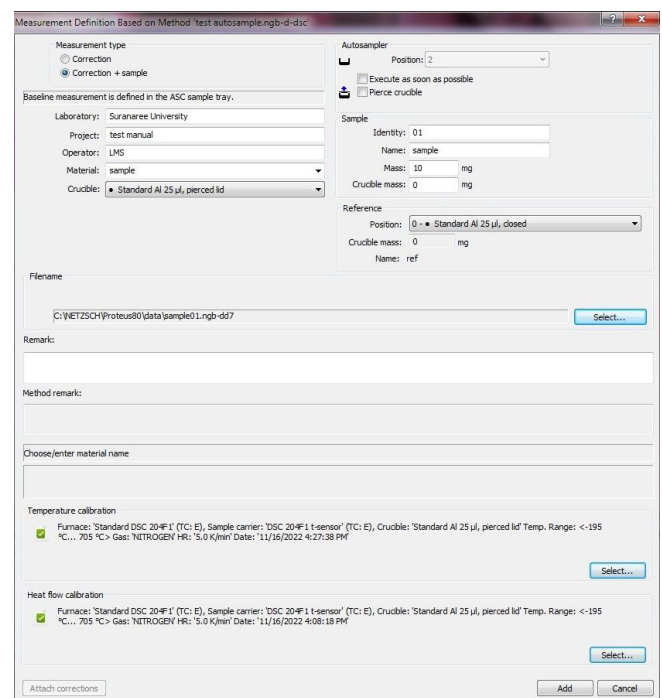 Measurement Definition Based on Method 'test autosample.ngb-d-dsc'
Measurement type
Correction
Correction + sample
Baseline measurement is defined in the ASC sample tray.
Laboratory: Suranaree University
Project: test manual
Operator: LMS
Material: sample
Crucible: • Standard Al 25 µl, pierced lid
Autosampler
Position: 2
Execute as soon as possible
Pierce crucible
Sample
Identity: 01
Name: sample
Mass: 10 mg
Crucible mass: 0 mg
Reference
Position: 0 - • Standard Al 25 µl, closed
Crucible mass: 0 mg
Name: ref
Filename
C:\NETZSCH\Proteus80\data\sample01.ngb-dd7
Select...
Remark:
Method remark:
Choose/enter material name
Temperature calibration
Furnace: 'Standard DSC 204F1' (TC: E), Sample carrier: 'DSC 204F1 τ-sensor' (TC: E), Crucible: 'Standard Al 25 µl, pierced lid' Temp. Range: <-195
°C... 705 °C> Gas: 'NITROGEN' HR: '5.0 K/min' Date: '11/16/2022 4:27:38 PM'
Select...
Heat flow calibration
Furnace: 'Standard DSC 204F1' (TC: E), Sample carrier: 'DSC 204F1 τ-sensor' (TC: E), Crucible: 'Standard Al 25 µl, pierced lid' Temp. Range: <-195
°C... 705 °C> Gas: 'NITROGEN' HR: '5.0 K/min' Date: '11/16/2022 4:08:18 PM'
Select...
Attach corrections
Add
Cancel